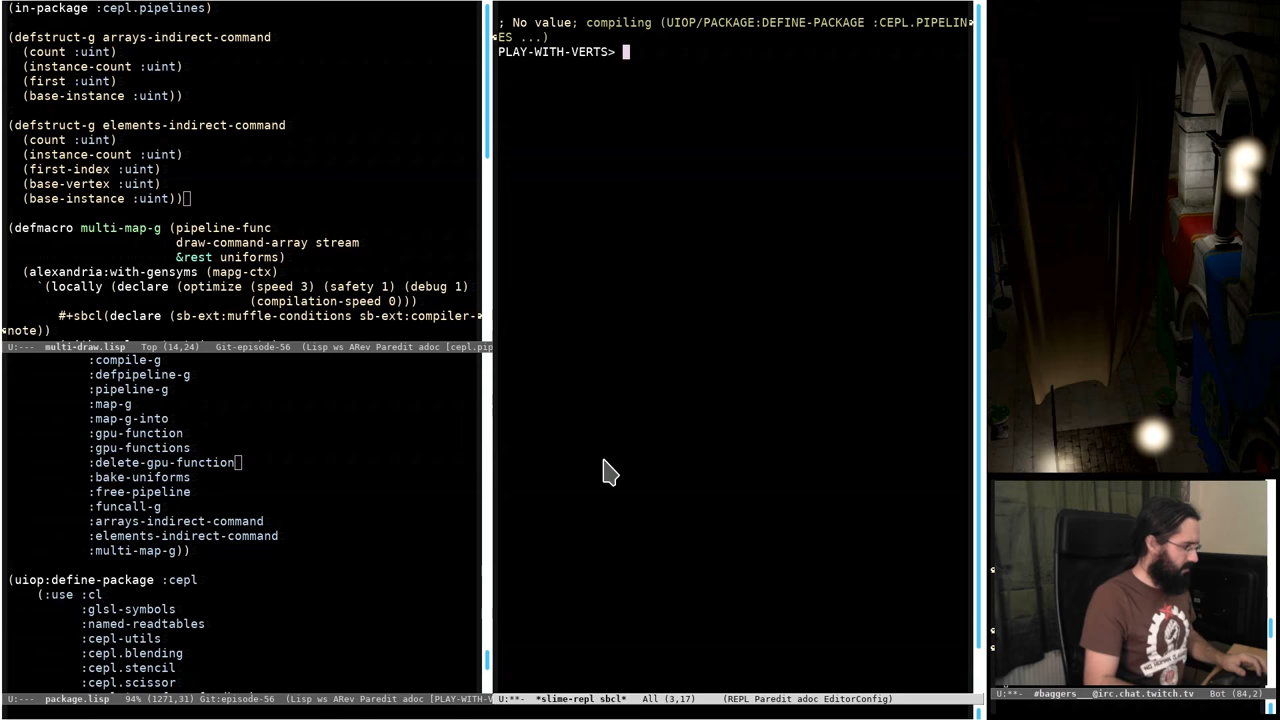 (in-package :cepl.pipelines)
(defstruct-g arrays-indirect-command
  (count :uint)
  (instance-count :uint)
  (first :uint)
  (base-instance :uint))
(defstruct-g elements-indirect-command
  (count :uint)
  (instance-count :uint)
  (first-index :uint)
  (base-vertex :uint)
  (base-instance :uint))
(defmacro multi-map-g (pipeline-func
                       draw-command-array stream
                       &rest uniforms)
  (alexandria:with-gensyms (mapg-ctx)
    `(locally (declare (optimize (speed 3) (safety 1) (debug 1)
                                 (compilation-speed 0)))
       #+sbcl(declare (sb-ext:muffle-conditions sb-ext:compiler-
note))
U:---  multi-draw.lisp   Top (14,24)   Git-episode-56  (Lisp ws ARev Paredit adoc [cepl.pip
:compile-g
:defpipeline-g
:pipeline-g
:map-g
:map-g-into
:gpu-function
:gpu-functions
:delete-gpu-function
:bake-uniforms
:free-pipeline
:funcall-g
:arrays-indirect-command
:elements-indirect-command
:multi-map-g))
(uiop:define-package :cepl
    (:use :cl
          :glsl-symbols
          :named-readtables
          :cepl-utils
          :cepl.blending
          :cepl.stencil
          :cepl.scissor
U:---  package.lisp   94% (1271,31) Git-episode-56  (Lisp ws ARev Paredit adoc [PLAY-WITH-V
; No value; compiling (UIOP/PACKAGE:DEFINE-PACKAGE :CEPL.PIPELIN
ES ...)
PLAY-WITH-VERTS>
U:**-  *slime-repl sbcl*   All (3,17)     (REPL Paredit adoc EditorConfig)
U:**-  #baggers___@irc.chat.twitch.tv   Bot (84,2)